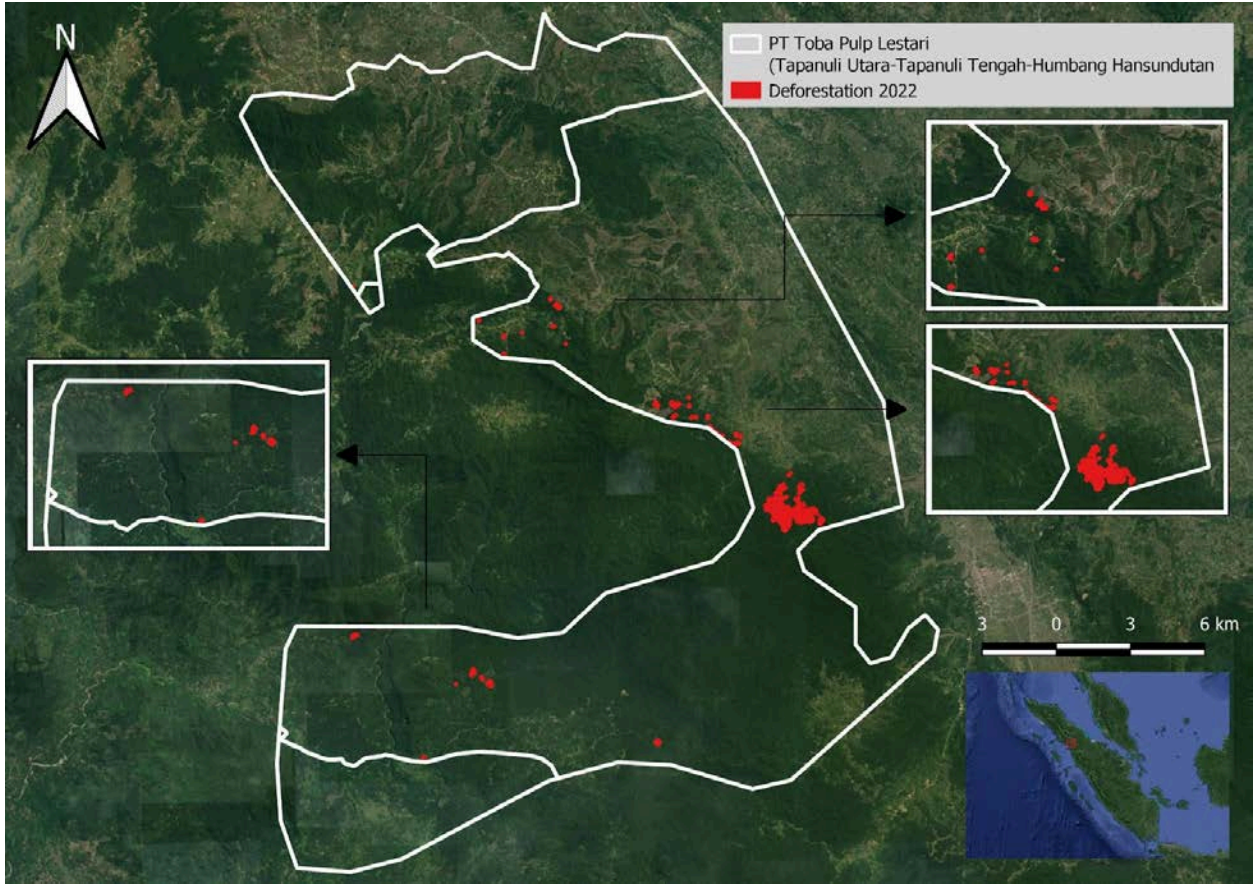 N
PT Toba Pulp Lestari
(Tapanuli Utara-Tapanuli Tengah-Humbang Hansundutan
Deforestation 2022
3 0 3 6 km